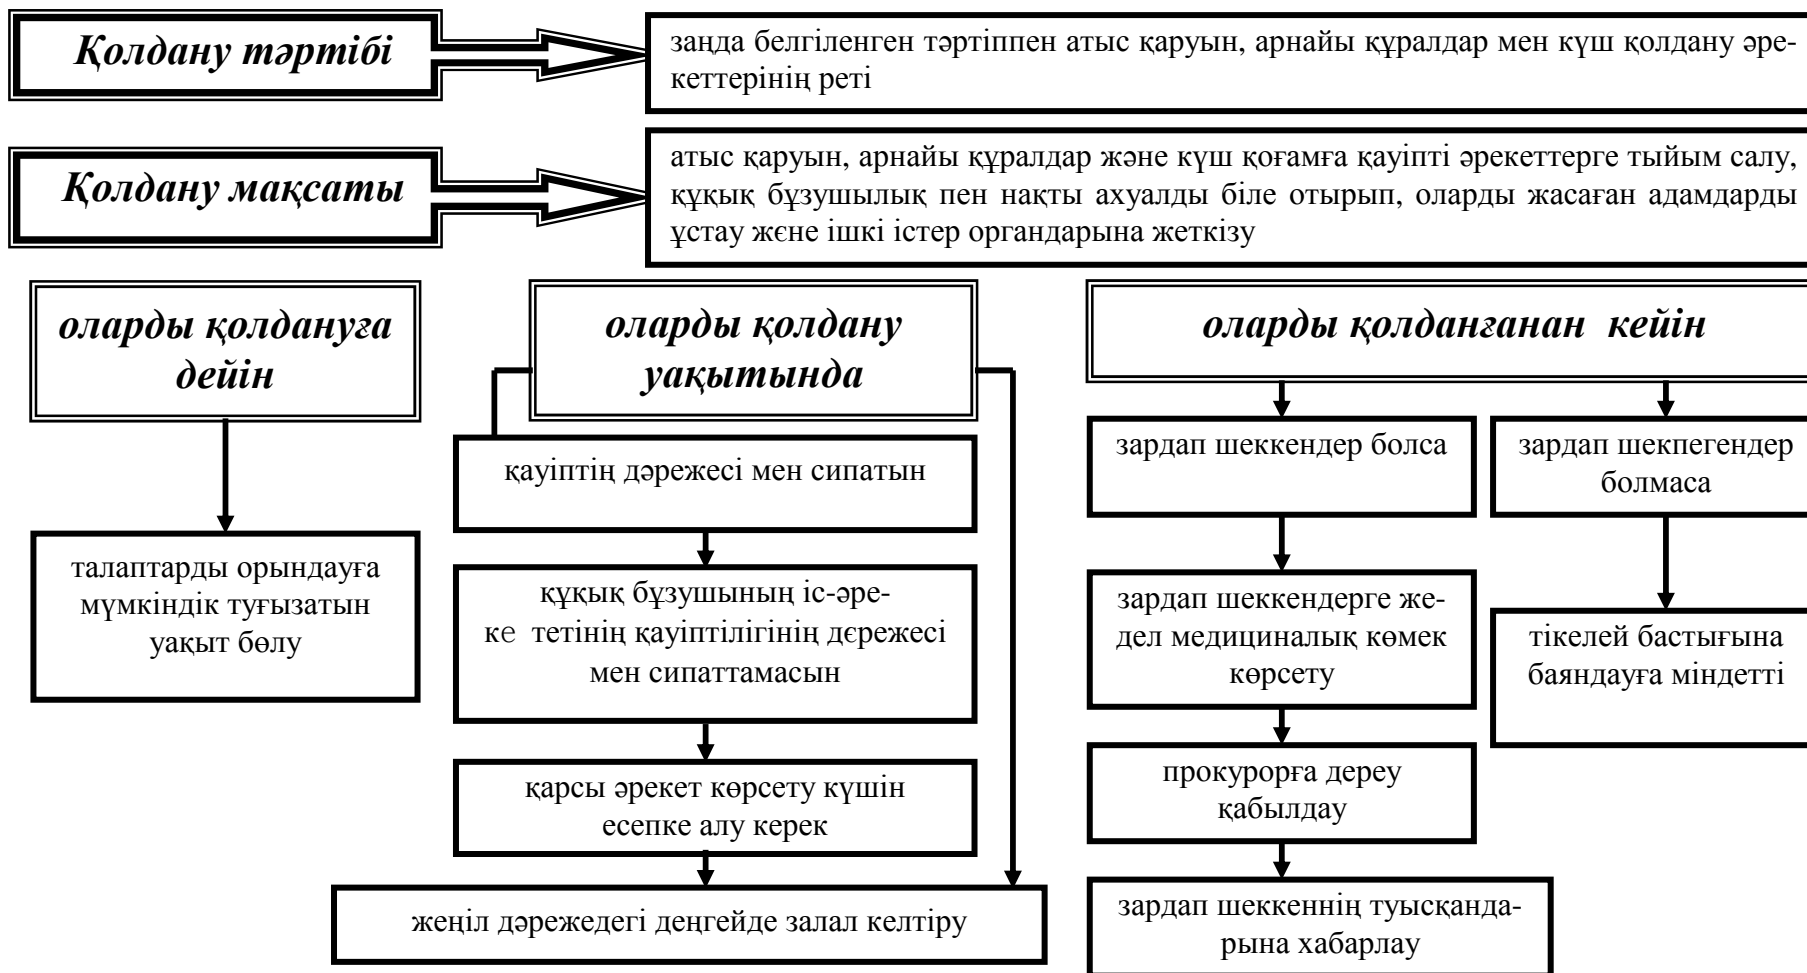 Қолдану тәртібі
заңда белгіленген тәртіппен атыс қаруын, арнайы құралдар мен күш қолдану әре-
кеттерінің реті
Қолдану мақсаты
атыс қаруын, арнайы құралдар және күш қоғамға қауіпті әрекеттерге тыйым салу,
құқық бұзушылық пен нақты ахуалды біле отырып, оларды жасаған адамдарды
ұстау жєне ішкі істер органдарына жеткізу
оларды қолдануға
дейін
талаптарды орындауға
мүмкіндік туғызатын
уақыт бөлу
оларды қолдану
уақытында
қауіптің дәрежесі мен сипатын
құқық бұзушының іс-әре-
ке тетінің қауіптілігінің дєрежесі
мен сипаттамасын
қарсы әрекет көрсету күшін
есепке алу керек
жеңіл дәрежедегі деңгейде залал келтіру
оларды қолданғанан кейін
зардап шеккендер болса
зардап шеккендерге же-
дел медициналық көмек
көрсету
прокурорға дереу
қабылдау
зардап шеккеннің туысқанда-
рына хабарлау
зардап шекпегендер
болмаса
тікелей бастығына
баяндауға міндетті